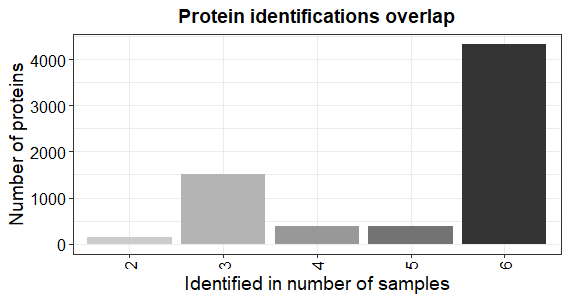 Protein identifications overlap
Number of proteins
4000
3000
2000
1000
0
2 3 4 5 6
Identified in number of samples